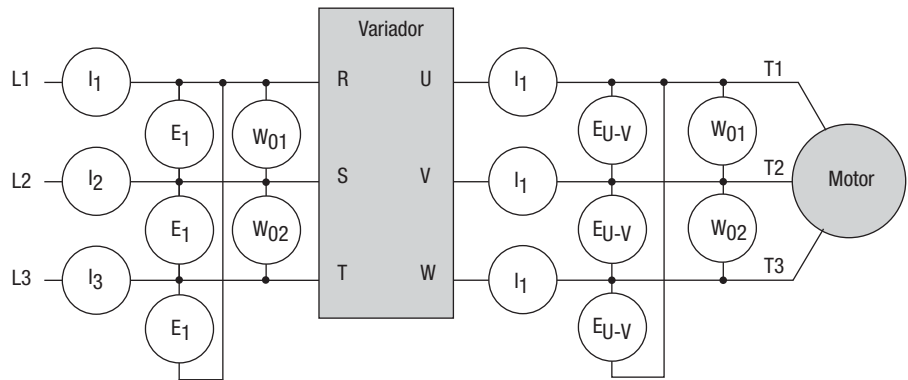 Variador
L1 I1 R U I1 T1
E1 W01 EU-V W01
L2 I2 S V I1 T2 Motor
E1 W02 EU-V W02
L3 I3 T W I1 T3
E1 EU-V